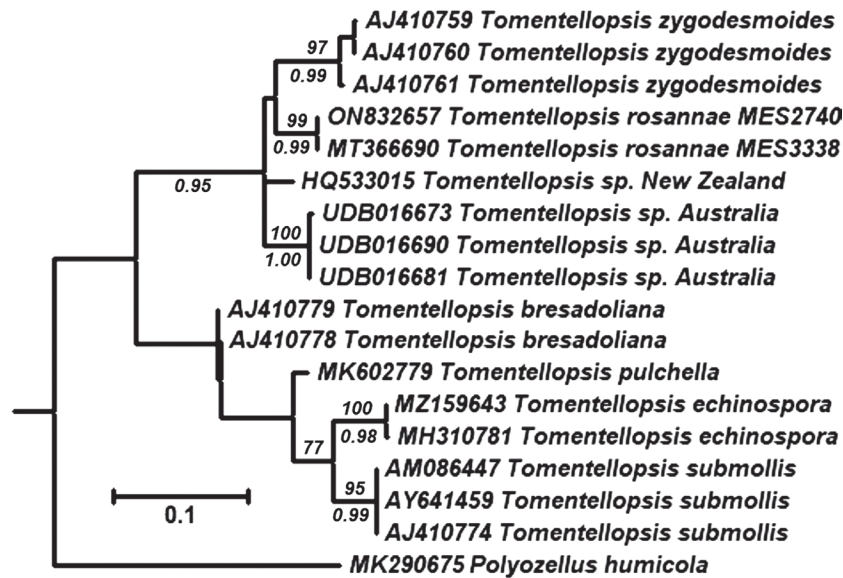 AJ410759 Tomentellopsis zygodesmoides
97
AJ410760 Tomentellopsis zygodesmoides
0.99
AJ410761 Tomentellopsis zygodesmoides
99
ON832657 Tomentellopsis rosannae MES2740
0.99
MT366690 Tomentellopsis rosannae MES3338
0.95
HQ533015 Tomentellopsis sp. New Zealand
UDB016673 Tomentellopsis sp. Australia
100
UDB016690 Tomentellopsis sp. Australia
1.00
UDB016681 Tomentellopsis sp. Australia
AJ410779 Tomentellopsis bresadoliana
AJ410778 Tomentellopsis bresadoliana
MK602779 Tomentellopsis pulchella
100
MZ159643 Tomentellopsis echinospora
0.98
MH310781 Tomentellopsis echinospora
77
AM086447 Tomentellopsis submollis
95
AY641459 Tomentellopsis submollis
0.99
AJ410774 Tomentellopsis submollis
0.1
MK290675 Polyozellus humicola